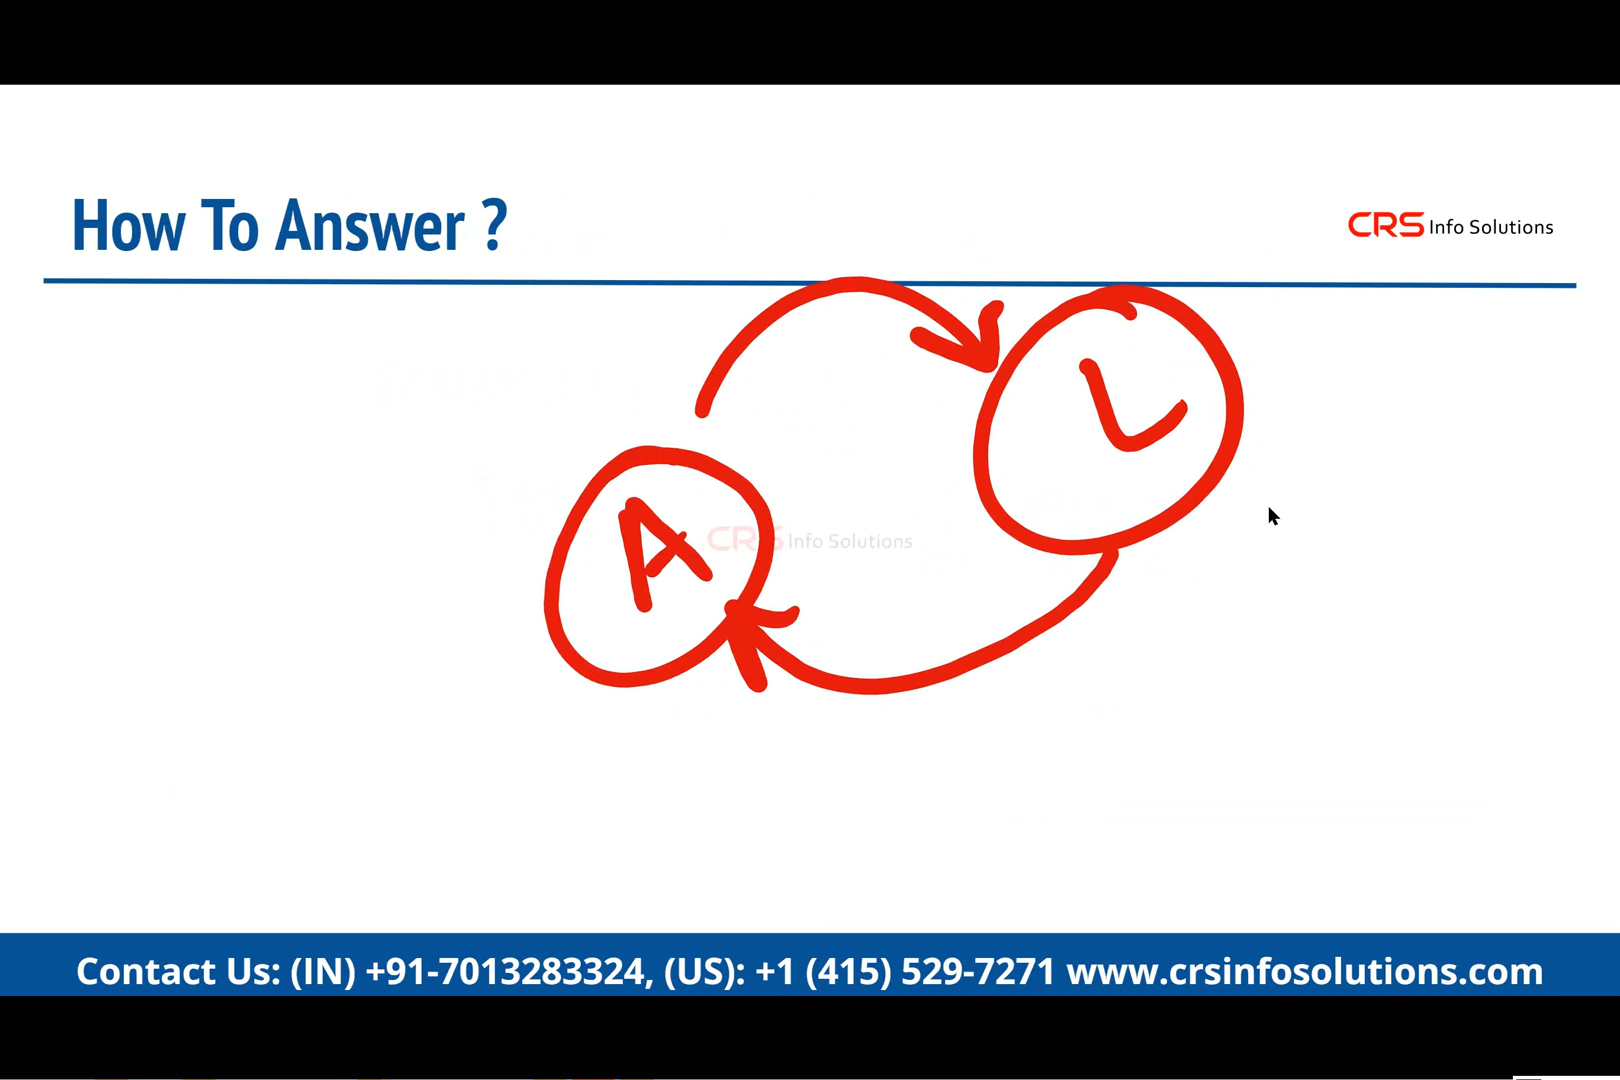 How To Answer ?
CRS Info Solutions
L
A
CRS Info Solutions
Contact Us: (IN) +91-7013283324, (US): +1 (415) 529-7271 www.crsinfosolutions.com